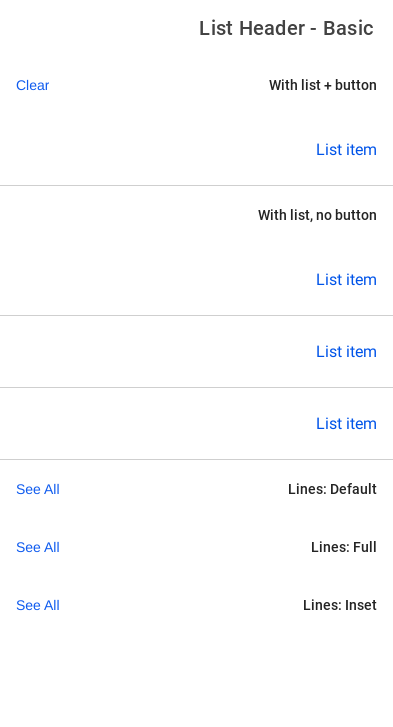 List Header - Basic
With list + button
Clear
List item
With list, no button
List item
List item
List item
Lines: Default
See All
Lines: Full
See All
Lines: Inset
See All